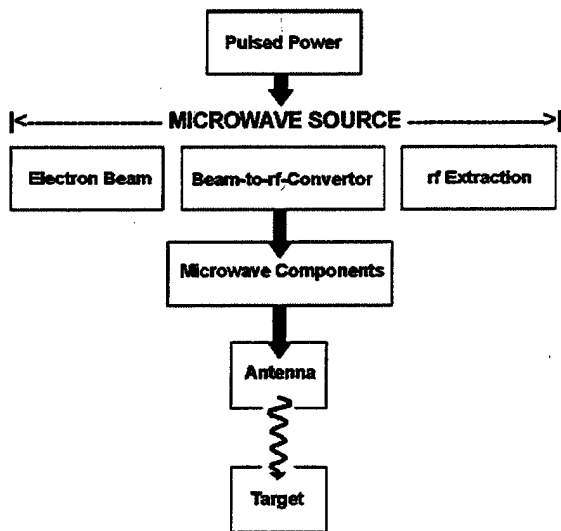 Pulsed Power
MICROWAVE SOURCE
Electron Beam
Beam-to-rf-Convertor
rf Extraction
Microwave Components
Antenna
Target